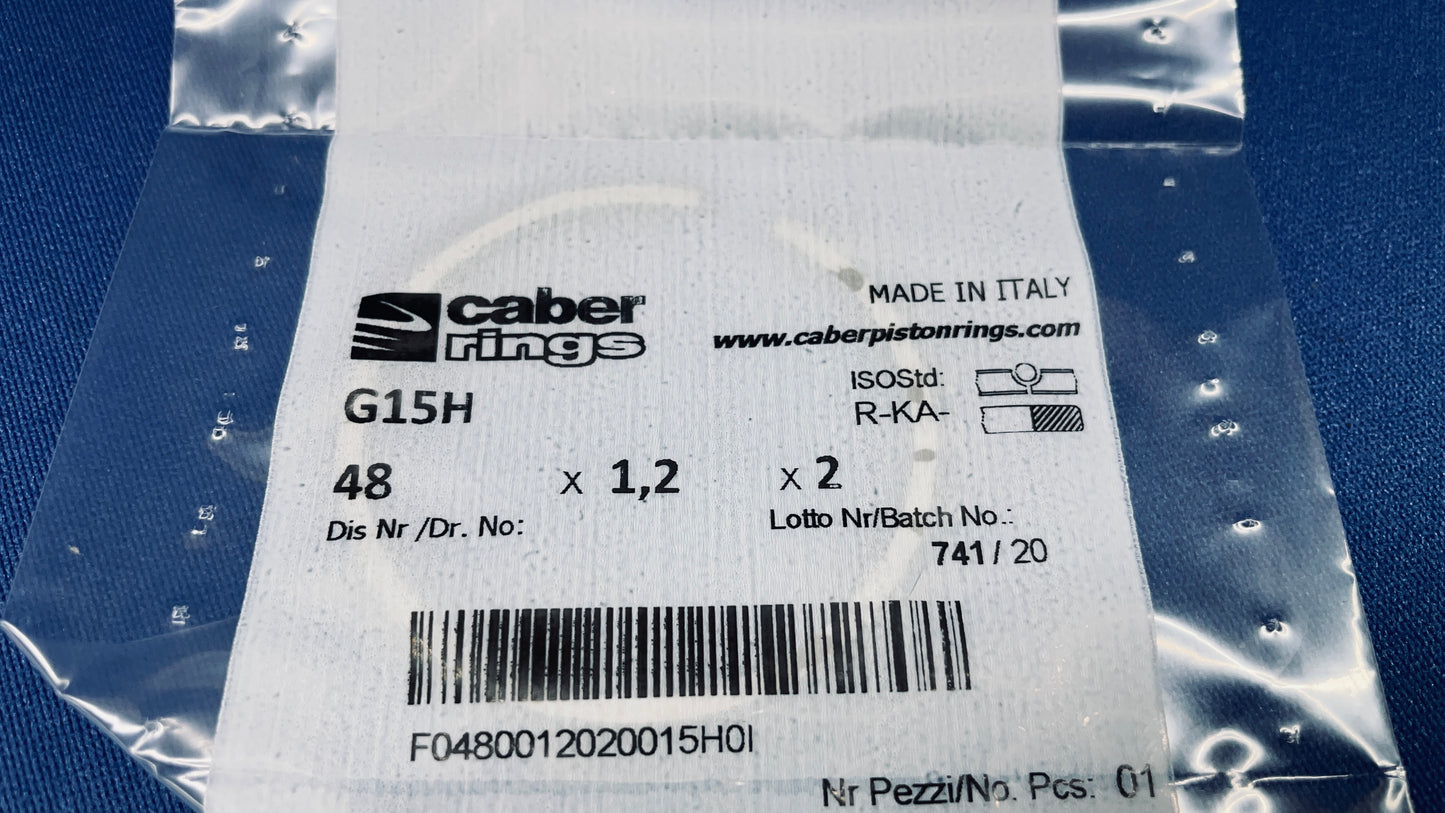 caber
rings
MADE IN ITALY
www.caberpistonrings.com
G15H
ISOStd:
R-KA-
48 x 1,2 x 2
Dis Nr /Dr. No:
Lotto Nr/Batch No.:
741 / 20
F0480012020015H0I
Nr Pezzi/No. Pcs: 01